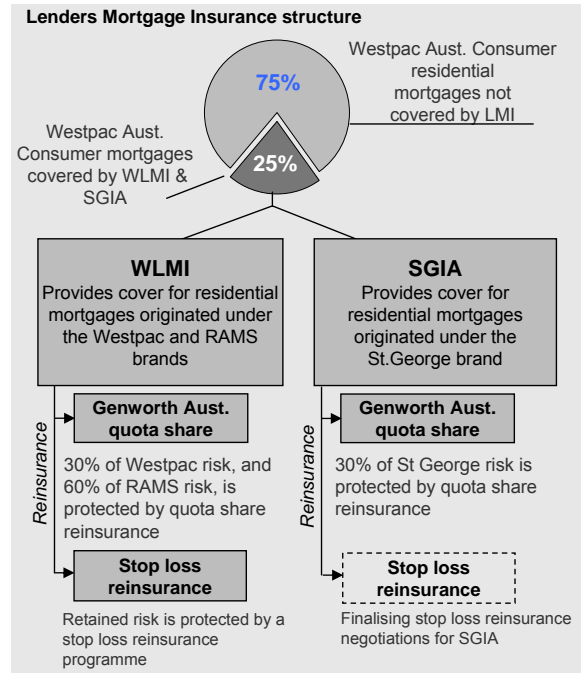 Lenders Mortgage Insurance structure
75%
Westpac Aust. Consumer
residential
mortgages not
covered by LMI
Westpac Aust.
Consumer mortgages
covered by WLMI &
SGIA
25%
WLMI
Provides cover for residential
mortgages originated under
the Westpac and RAMS
brands
SGIA
Provides cover for
residential mortgages
originated under the
St.George brand
Reinsurance
Genworth Aust.
quota share
30% of Westpac risk, and
60% of RAMS risk, is
protected by quota share
reinsurance
Stop loss
reinsurance
Retained risk is protected by a
stop loss reinsurance
programme
Reinsurance
Genworth Aust.
quota share
30% of St George risk is
protected by quota share
reinsurance
Stop loss
reinsurance
Finalising stop loss reinsurance
negotiations for SGIA